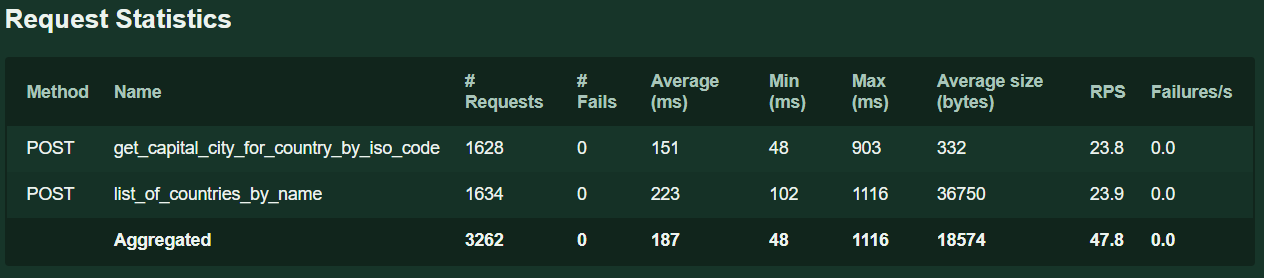 Request Statistics
Method Name # Requests # Fails Average (ms) Min (ms) Max (ms) Average size (bytes) RPS Failures/s
POST get_capital_city_for_country_by_iso_code 1628 0 151 48 903 332 23.8 0.0
POST list_of_countries_by_name 1634 0 223 102 1116 36750 23.9 0.0
Aggregated 3262 0 187 48 1116 18574 47.8 0.0